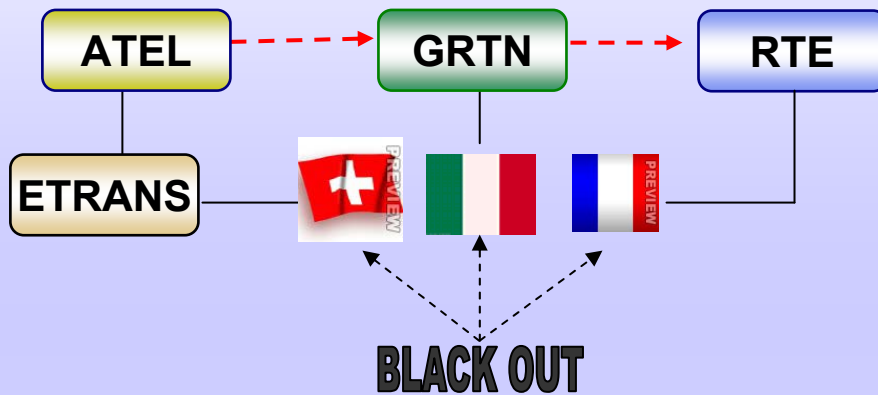 ATEL
GRTN
RTE
ETRANS
PREVIEW
PREVIEW
BLACK OUT